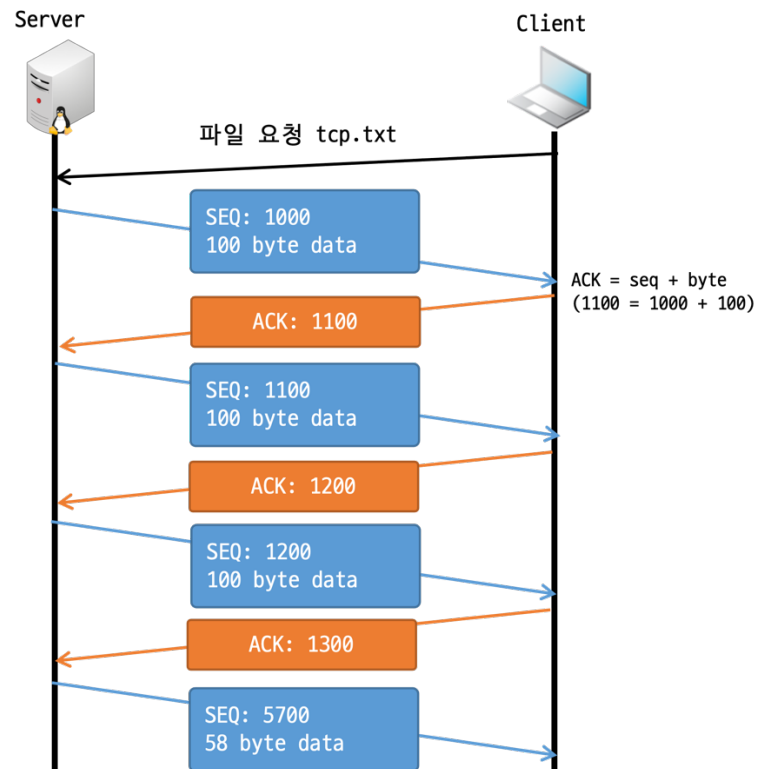 Server
Client
파일 요청 tcp.txt
SEQ: 1000
100 byte data
ACK = seq + byte
(1100 = 1000 + 100)
ACK: 1100
SEQ: 1100
100 byte data
ACK: 1200
SEQ: 1200
100 byte data
ACK: 1300
SEQ: 5700
58 byte data